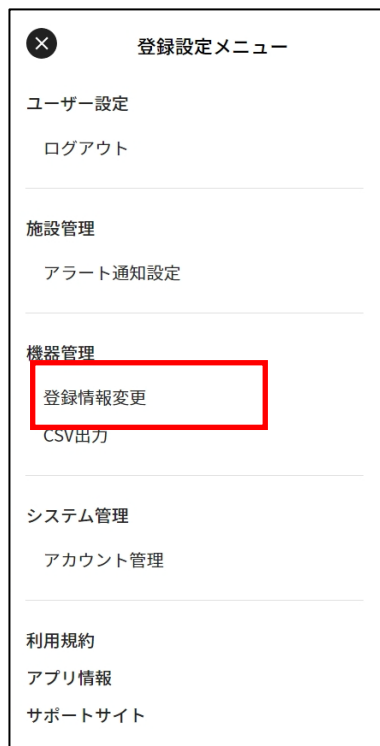 登録設定メニュー
ユーザー設定
ログアウト
施設管理
アラート通知設定
機器管理
登録情報変更
CSV出力
システム管理
アカウント管理
利用規約
アプリ情報
サポートサイト